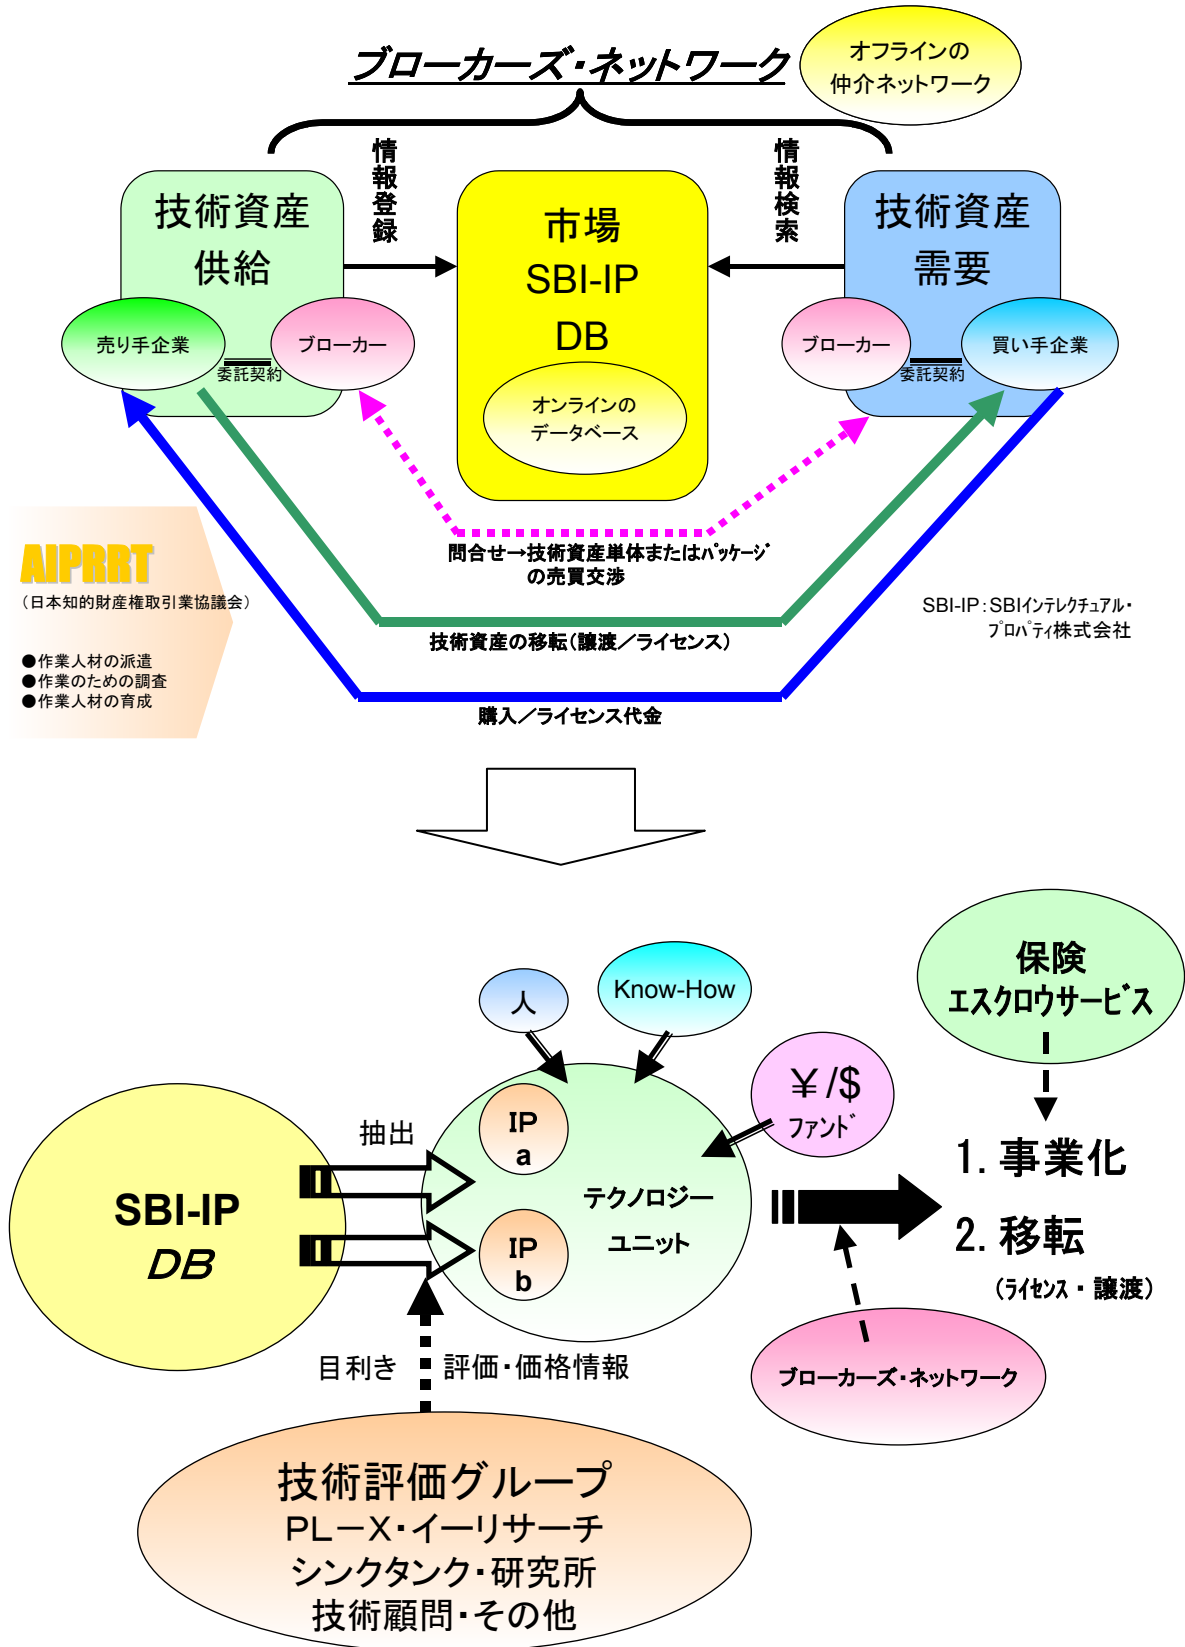 ブローカーズ・ネットワーク
オフラインの
仲介ネットワーク
情報登録
情報検索
技術資産
供給
市場
SBI-IP
DB
技術資産
需要
売り手企業
委託契約
ブローカー
オンラインの
データベース
ブローカー
委託契約
買い手企業
問合せ→技術資産単体またはﾊﾟｯｹｰｼﾞ
の売買交渉
AIPRRT
（日本知的財産権取引業協議会）
●作業人材の派遣
●作業のための調査
●作業人材の育成
SBI-IP：SBIｲﾝﾃﾚｸﾁｭｱﾙ・
ﾌﾟﾛﾊﾟﾃｨ株式会社
技術資産の移転（譲渡／ライセンス）
購入／ライセンス代金
人
Know-How
保険
ｴｽｸﾛｳｻｰﾋﾞｽ
￥/$
ﾌｧﾝﾄﾞ
抽出
IP
a
SBI-IP
DB
テクノロジー
ユニット
IP
b
1. 事業化
2. 移転
（ﾗｲｾﾝｽ ・ 譲渡）
目利き
評価・価格情報
ブローカーズ・ネットワーク
技術評価グループ
PL－X・イーリサーチ
シンクタンク・研究所
技術顧問・その他